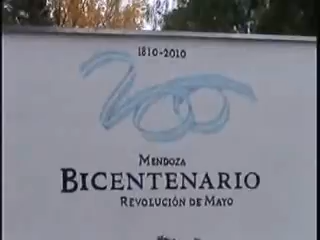 1810-2010
200
MENDOZA
BICENTENARIO
REVOLUCIÓN DE MAYO